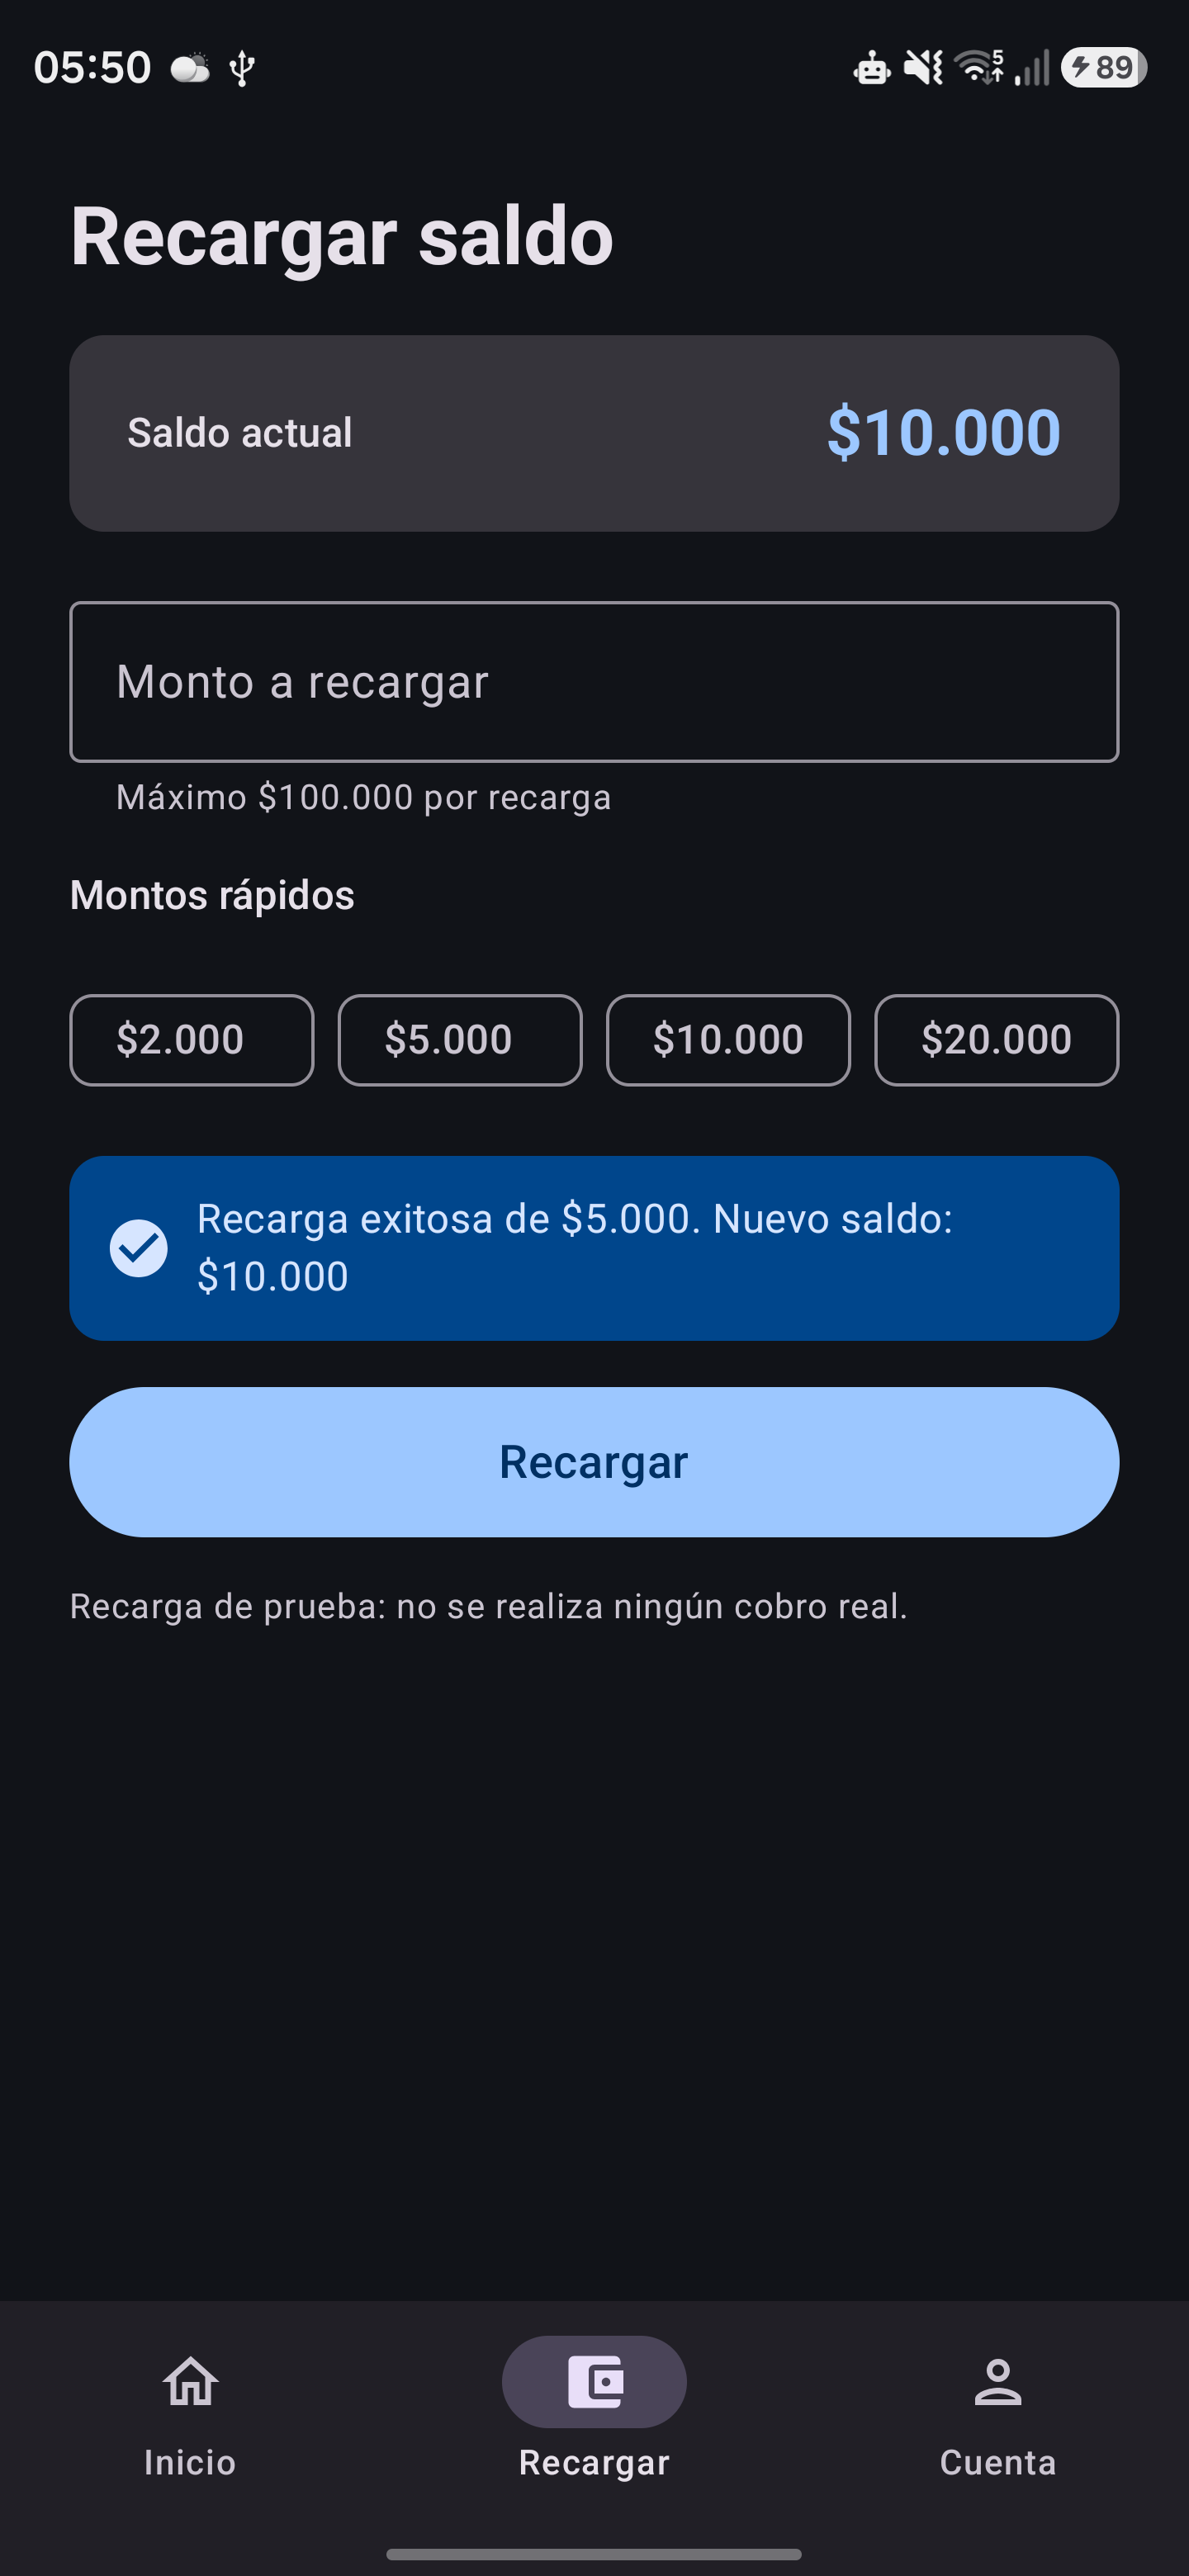 05:50
5
89
Recargar saldo
Saldo actual
$10.000
Monto a recargar
Máximo $100.000 por recarga
Montos rápidos
$2.000
$5.000
$10.000
$20.000
Recarga exitosa de $5.000. Nuevo saldo:
$10.000
Recargar
Recarga de prueba: no se realiza ningún cobro real.
Inicio
Recargar
Cuenta